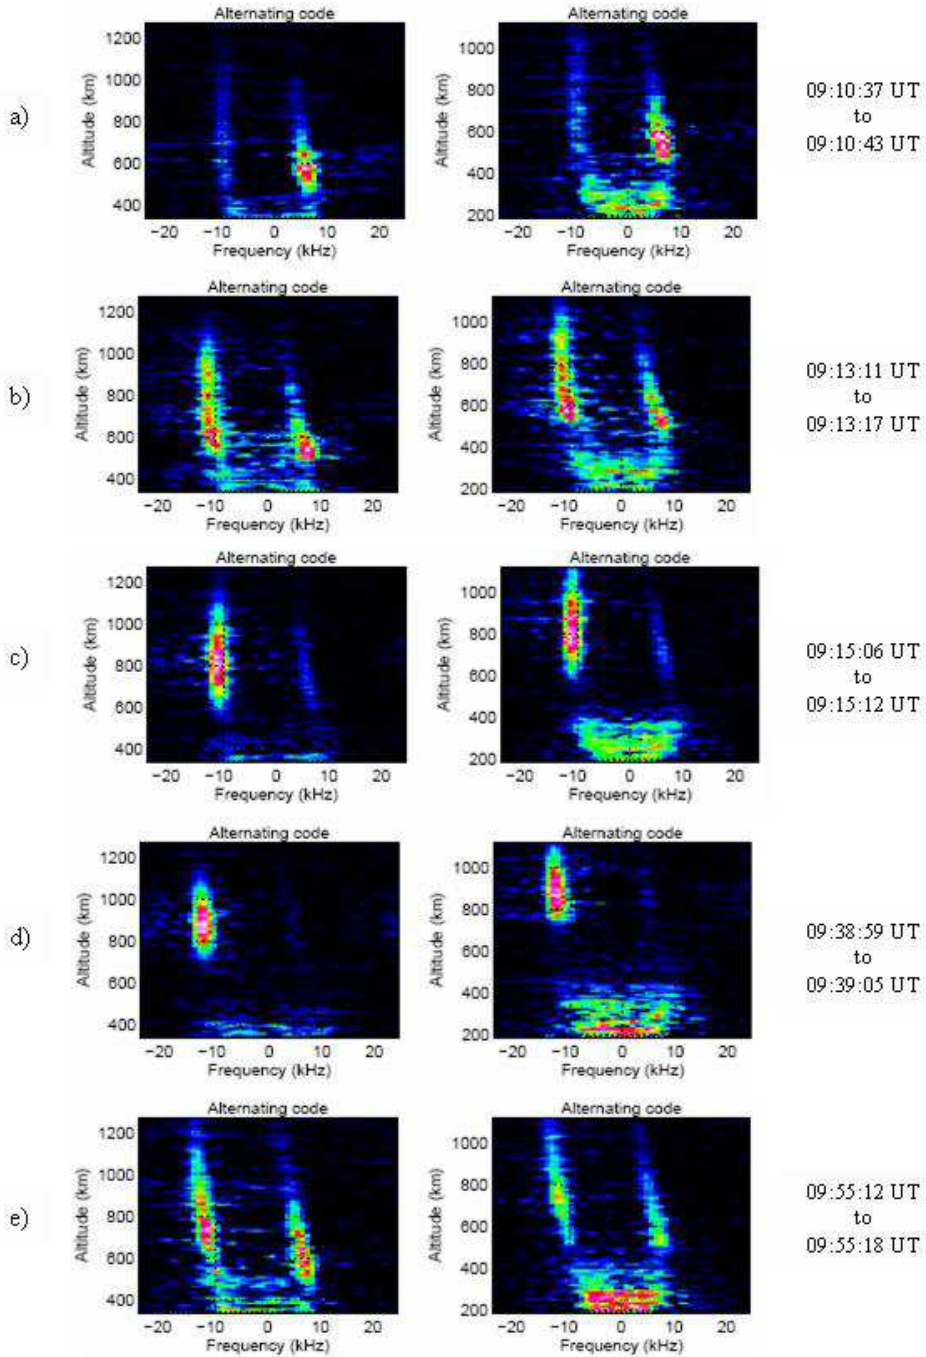 Alternating code Alternating code
a)
Altitude (km)
1200
1000
800
600
400
−20 −10 0 10 20
Frequency (kHz)
Altitude (km)
1000
800
600
400
200
−20 −10 0 10 20
Frequency (kHz)
09:10:37 UT
to
09:10:43 UT
Alternating code Alternating code
b)
Altitude (km)
1200
1000
800
600
400
−20 −10 0 10 20
Frequency (kHz)
Altitude (km)
1000
800
600
400
200
−20 −10 0 10 20
Frequency (kHz)
09:13:11 UT
to
09:13:17 UT
Alternating code Alternating code
c)
Altitude (km)
1200
1000
800
600
400
−20 −10 0 10 20
Frequency (kHz)
Altitude (km)
1000
800
600
400
200
−20 −10 0 10 20
Frequency (kHz)
09:15:06 UT
to
09:15:12 UT
Alternating code Alternating code
d)
Altitude (km)
1200
1000
800
600
400
−20 −10 0 10 20
Frequency (kHz)
Altitude (km)
1000
800
600
400
200
−20 −10 0 10 20
Frequency (kHz)
09:38:59 UT
to
09:39:05 UT
Alternating code Alternating code
e)
Altitude (km)
1200
1000
800
600
400
−20 −10 0 10 20
Frequency (kHz)
Altitude (km)
1000
800
600
400
200
−20 −10 0 10 20
Frequency (kHz)
09:55:12 UT
to
09:55:18 UT